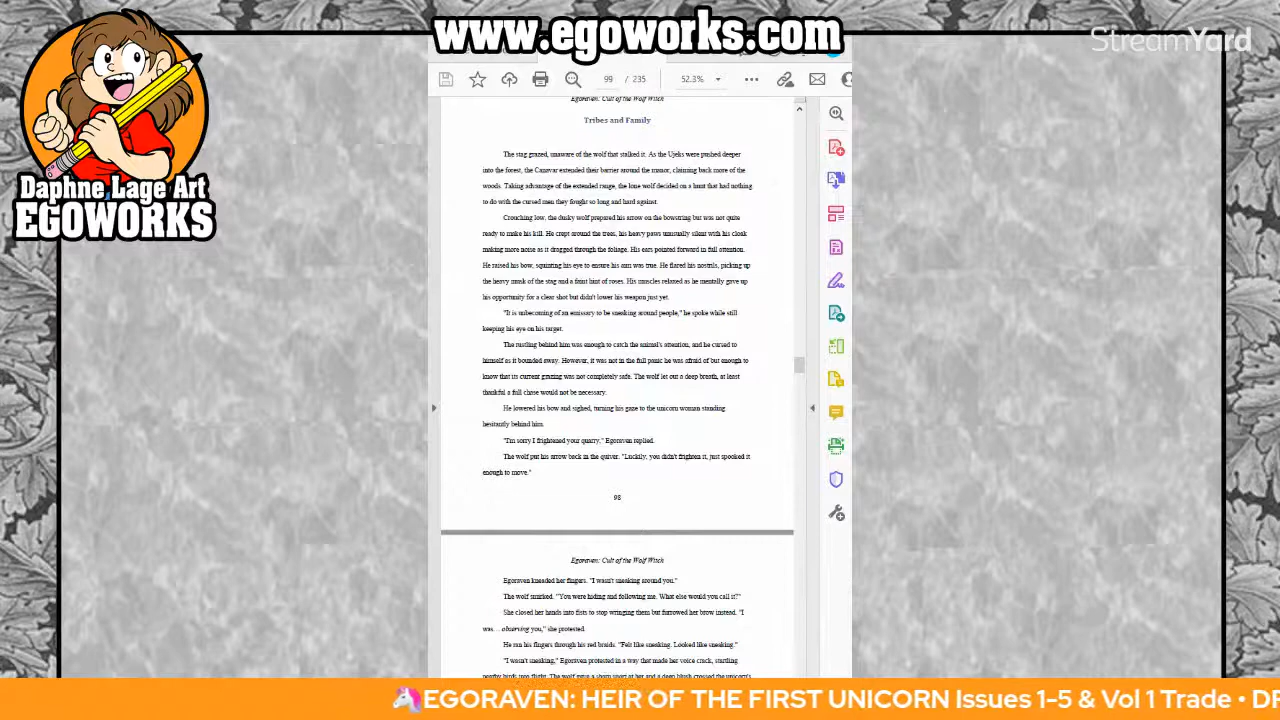 www.egoworks.com
StreamYard
Daphne Lage Art
EGOWORKS
99 / 235
52.3%
Egoraven: Cult of the Wolf Witch
Tribes and Family
The stag grazed, unaware of the wolf that stalked it. As the Ujeks were pushed deeper
into the forest, the Canavar extended their barrier around the manor, claiming back more of the
woods. Taking advantage of the extended range, the lone wolf decided on a hunt that had nothing
to do with the cursed men they fought so long and hard against.
Crouching low, the dusky wolf prepared his arrow on the bowstring but was not quite
ready to make his kill. He crept around the trees, his heavy paws unusually silent with his cloak
making more noise as it dragged through the foliage. His ears pointed forward in full attention.
He raised his bow, squinting his eye to ensure his aim was true. He flared his nostrils, picking up
the heavy musk of the stag and a faint hint of roses. His muscles relaxed as he mentally gave up
his opportunity for a clear shot but didn't lower his weapon just yet.
"It is unbecoming of an emissary to be sneaking around people," he spoke while still
keeping his eye on his target.
The rustling behind him was enough to catch the animal's attention, and he cursed to
himself as it bounded away. However, it was not in the full panic he was afraid of but enough to
know that its current grazing was not completely safe. The wolf let out a deep breath, at least
thankful a full chase would not be necessary.
He lowered his bow and sighed, turning his gaze to the unicorn woman standing
hesitantly behind him.
"I'm sorry I frightened your quarry," Egoraven replied.
The wolf put his arrow back in the quiver. "Luckily, you didn't frighten it, just spooked it
enough to move."
98
Egoraven: Cult of the Wolf Witch
Egoraven kneaded her fingers. "I wasn't sneaking around you."
The wolf smirked. "You were hiding and following me. What else would you call it?"
She closed her hands into fists to stop wringing them but furrowed her brow instead. "I
was... observing you," she protested.
He ran his fingers through his red braids. "Felt like sneaking. Looked like sneaking."
"I wasn't sneaking," Egoraven protested in a way that made her voice crack, startling
nearby birds into flight. The wolf gave a sharp snort at her and a deep blush crossed the unicorn's
EGORAVEN: HEIR OF THE FIRST UNICORN Issues 1-5 & Vol 1 Trade • DR